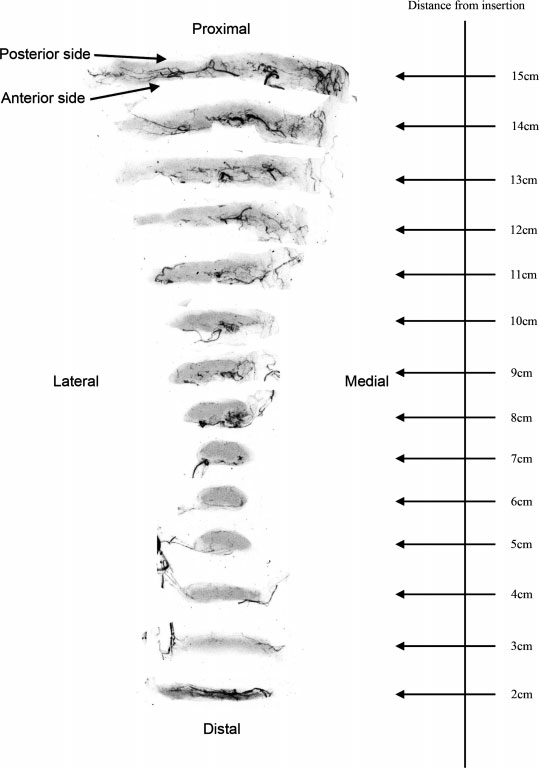 Distance from insertion
Proximal
Posterior side
Anterior side
15cm
14cm
13cm
12cm
11cm
10cm
Lateral
Medial
9cm
8cm
7cm
6cm
5cm
4cm
3cm
2cm
Distal